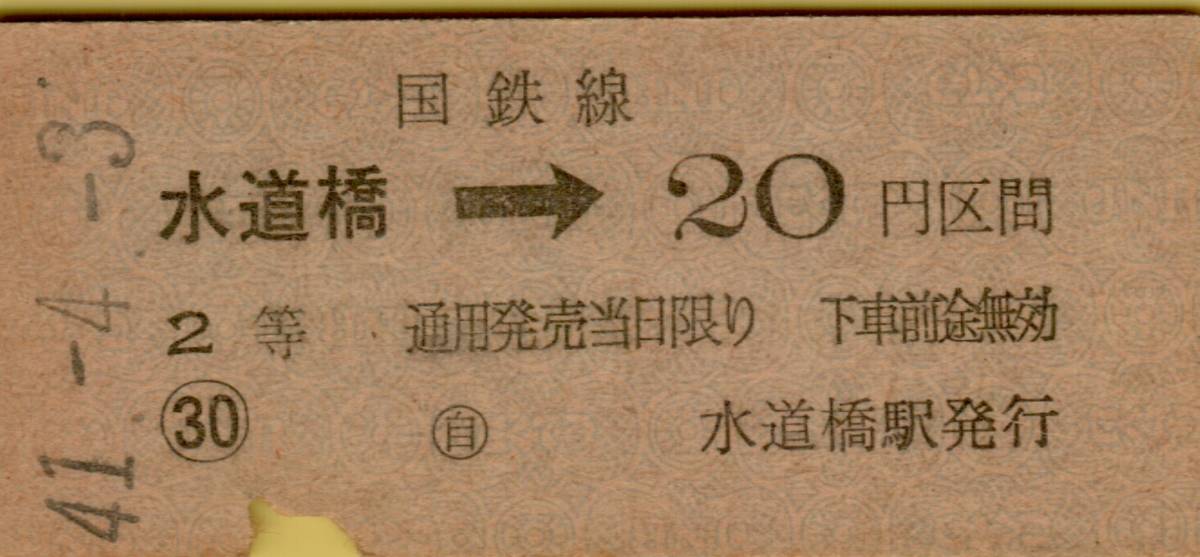 国鉄線
水道橋 → 20 円区間
2 等 通用発売当日限り 下車前途無効
㉚ ㊂自 水道橋駅発行
41.-4.-3